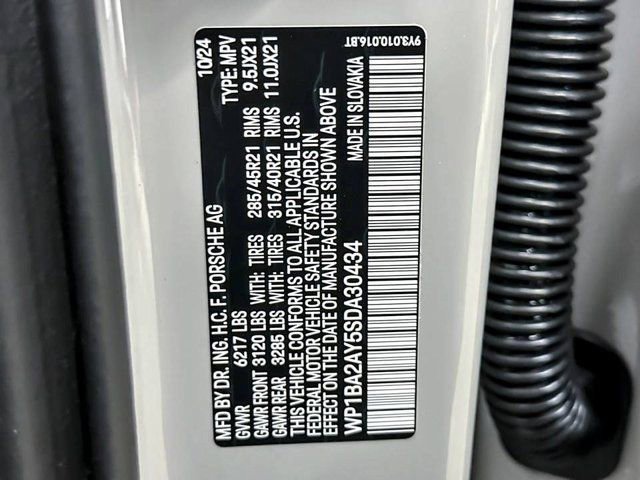 MFD BY DR. ING. H.C. F. PORSCHE AG 10/24
GVWR 6217 LBS TYPE: MPV
GAWR FRONT 3120 LBS WITH: TIRES 285/45R21 RIMS 9.5JX21
GAWR REAR 3285 LBS WITH: TIRES 315/40R21 RIMS 11.0JX21
THIS VEHICLE CONFORMS TO ALL APPLICABLE U.S.
FEDERAL MOTOR VEHICLE SAFETY STANDARDS IN
EFFECT ON THE DATE OF MANUFACTURE SHOWN ABOVE
WP1BA2AY5SDA30434 MADE IN SLOVAKIA
9Y3.010.016.BT